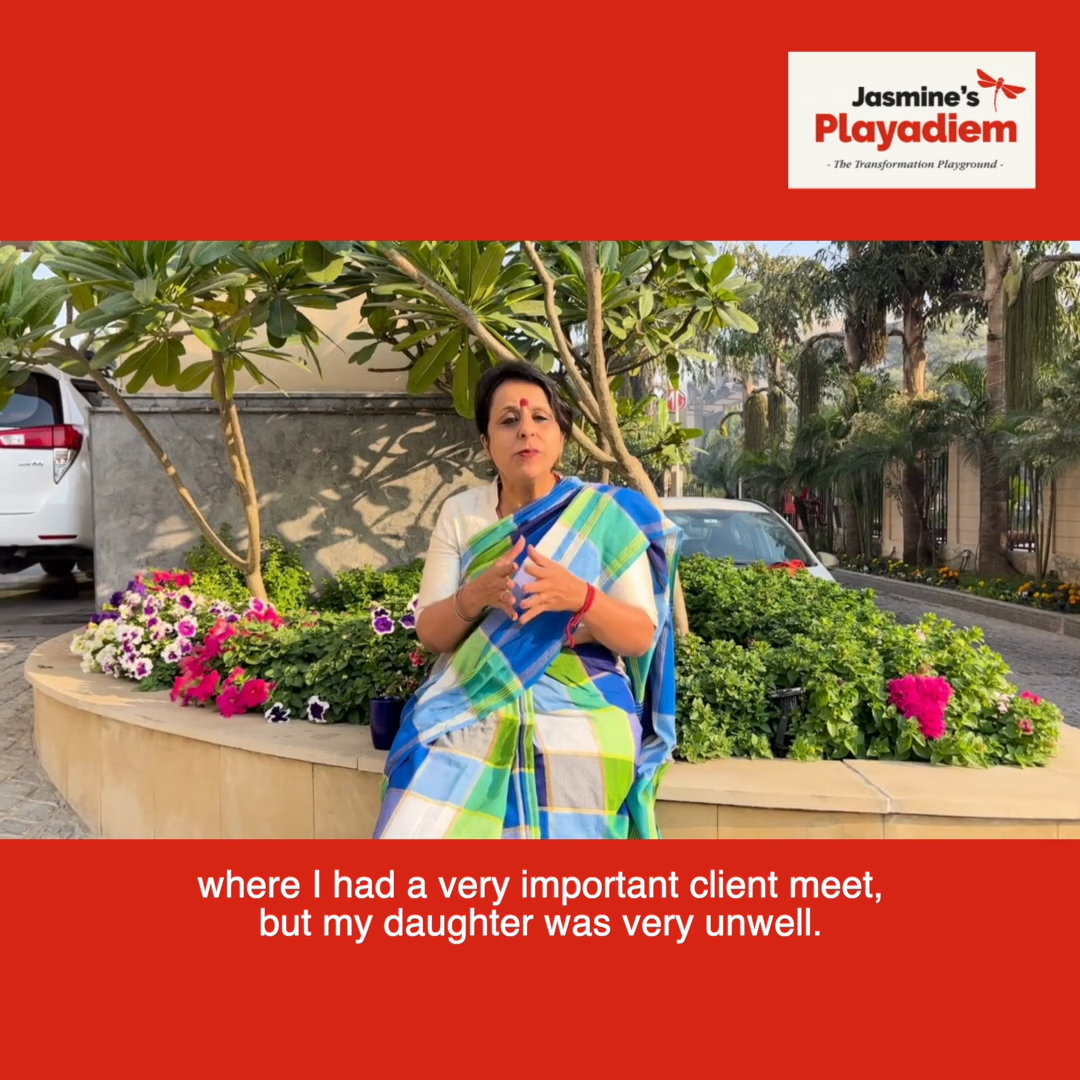 Jasmine's
Playadiem
- The Transformation Playground -
where I had a very important client meet,
but my daughter was very unwell.